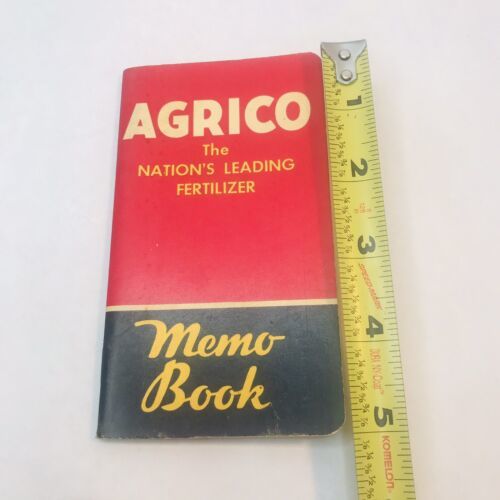 AGRICO
The
NATION'S LEADING
FERTILIZER
Memo
Book
1
2
3
4
5
KOMELON